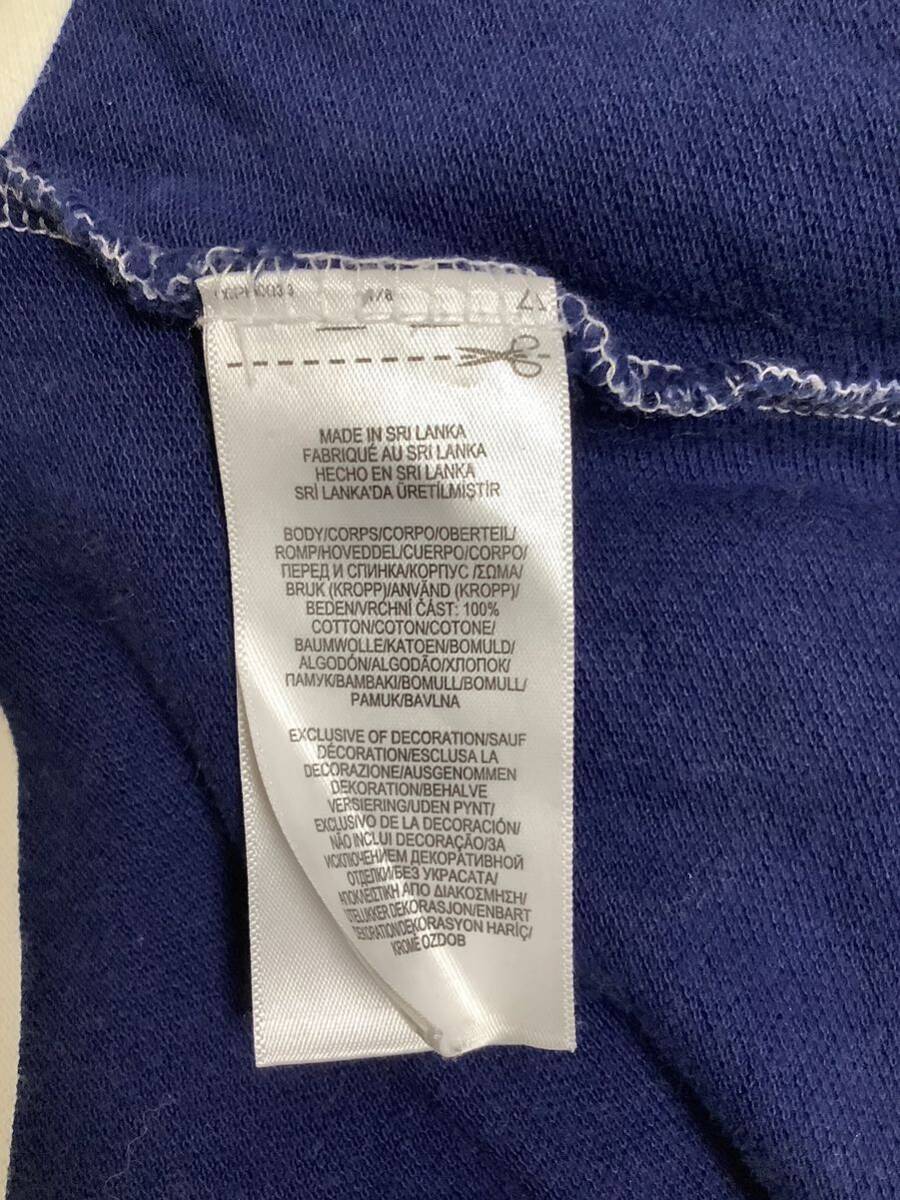 MADE IN SRI LANKA
FABRIQUÉ AU SRI LANKA
HECHO EN SRI LANKA
SRİ LANKA'DA ÜRETİLMİŞTİR
BODY/CORPS/CORPO/OBERTEIL/
ROMP/HOVEDDEL/CUERPO/CORPO/
ПЕРЕД И СПИНКА/КОРПУС /ΣΩΜΑ/
BRUK (KROPP)/ANVÄND (KROPP)/
BEDEN/VRCHNÍ ČÁST: 100%
COTTON/COTON/COTONE/
BAUMWOLLE/KATOEN/BOMULD/
ALGODÓN/ALGODÃO/ХЛОПОК/
ПАМУК/ΒΑΜΒΑΚΙ/BOMULL/BOMULL/
PAMUK/BAVLNA
EXCLUSIVE OF DECORATION/SAUF
DÉCORATION/ESCLUSA LA
DECORAZIONE/AUSGENOMMEN
DEKORATION/BEHALVE
VERSIERING/UDEN PYNT/
EXCLUSIVO DE LA DECORACIÓN/
NÃO INCLUI DECORAÇÃO/ЗА
ИСКЛЮЧЕНИЕМ ДЕКОРАТИВНОЙ
ОТДЕЛКИ/БЕЗ УКРАСАТА/
ΑΠΟΚΛΕΙΣΤΙΚΗ ΑΠΟ ΔΙΑΚΟΣΜΗΣΗ/
UTELUKKER DEKORASJON/ENBART
DEKORATION/DEKORASYON HARİÇ/
KROMĚ OZDOB